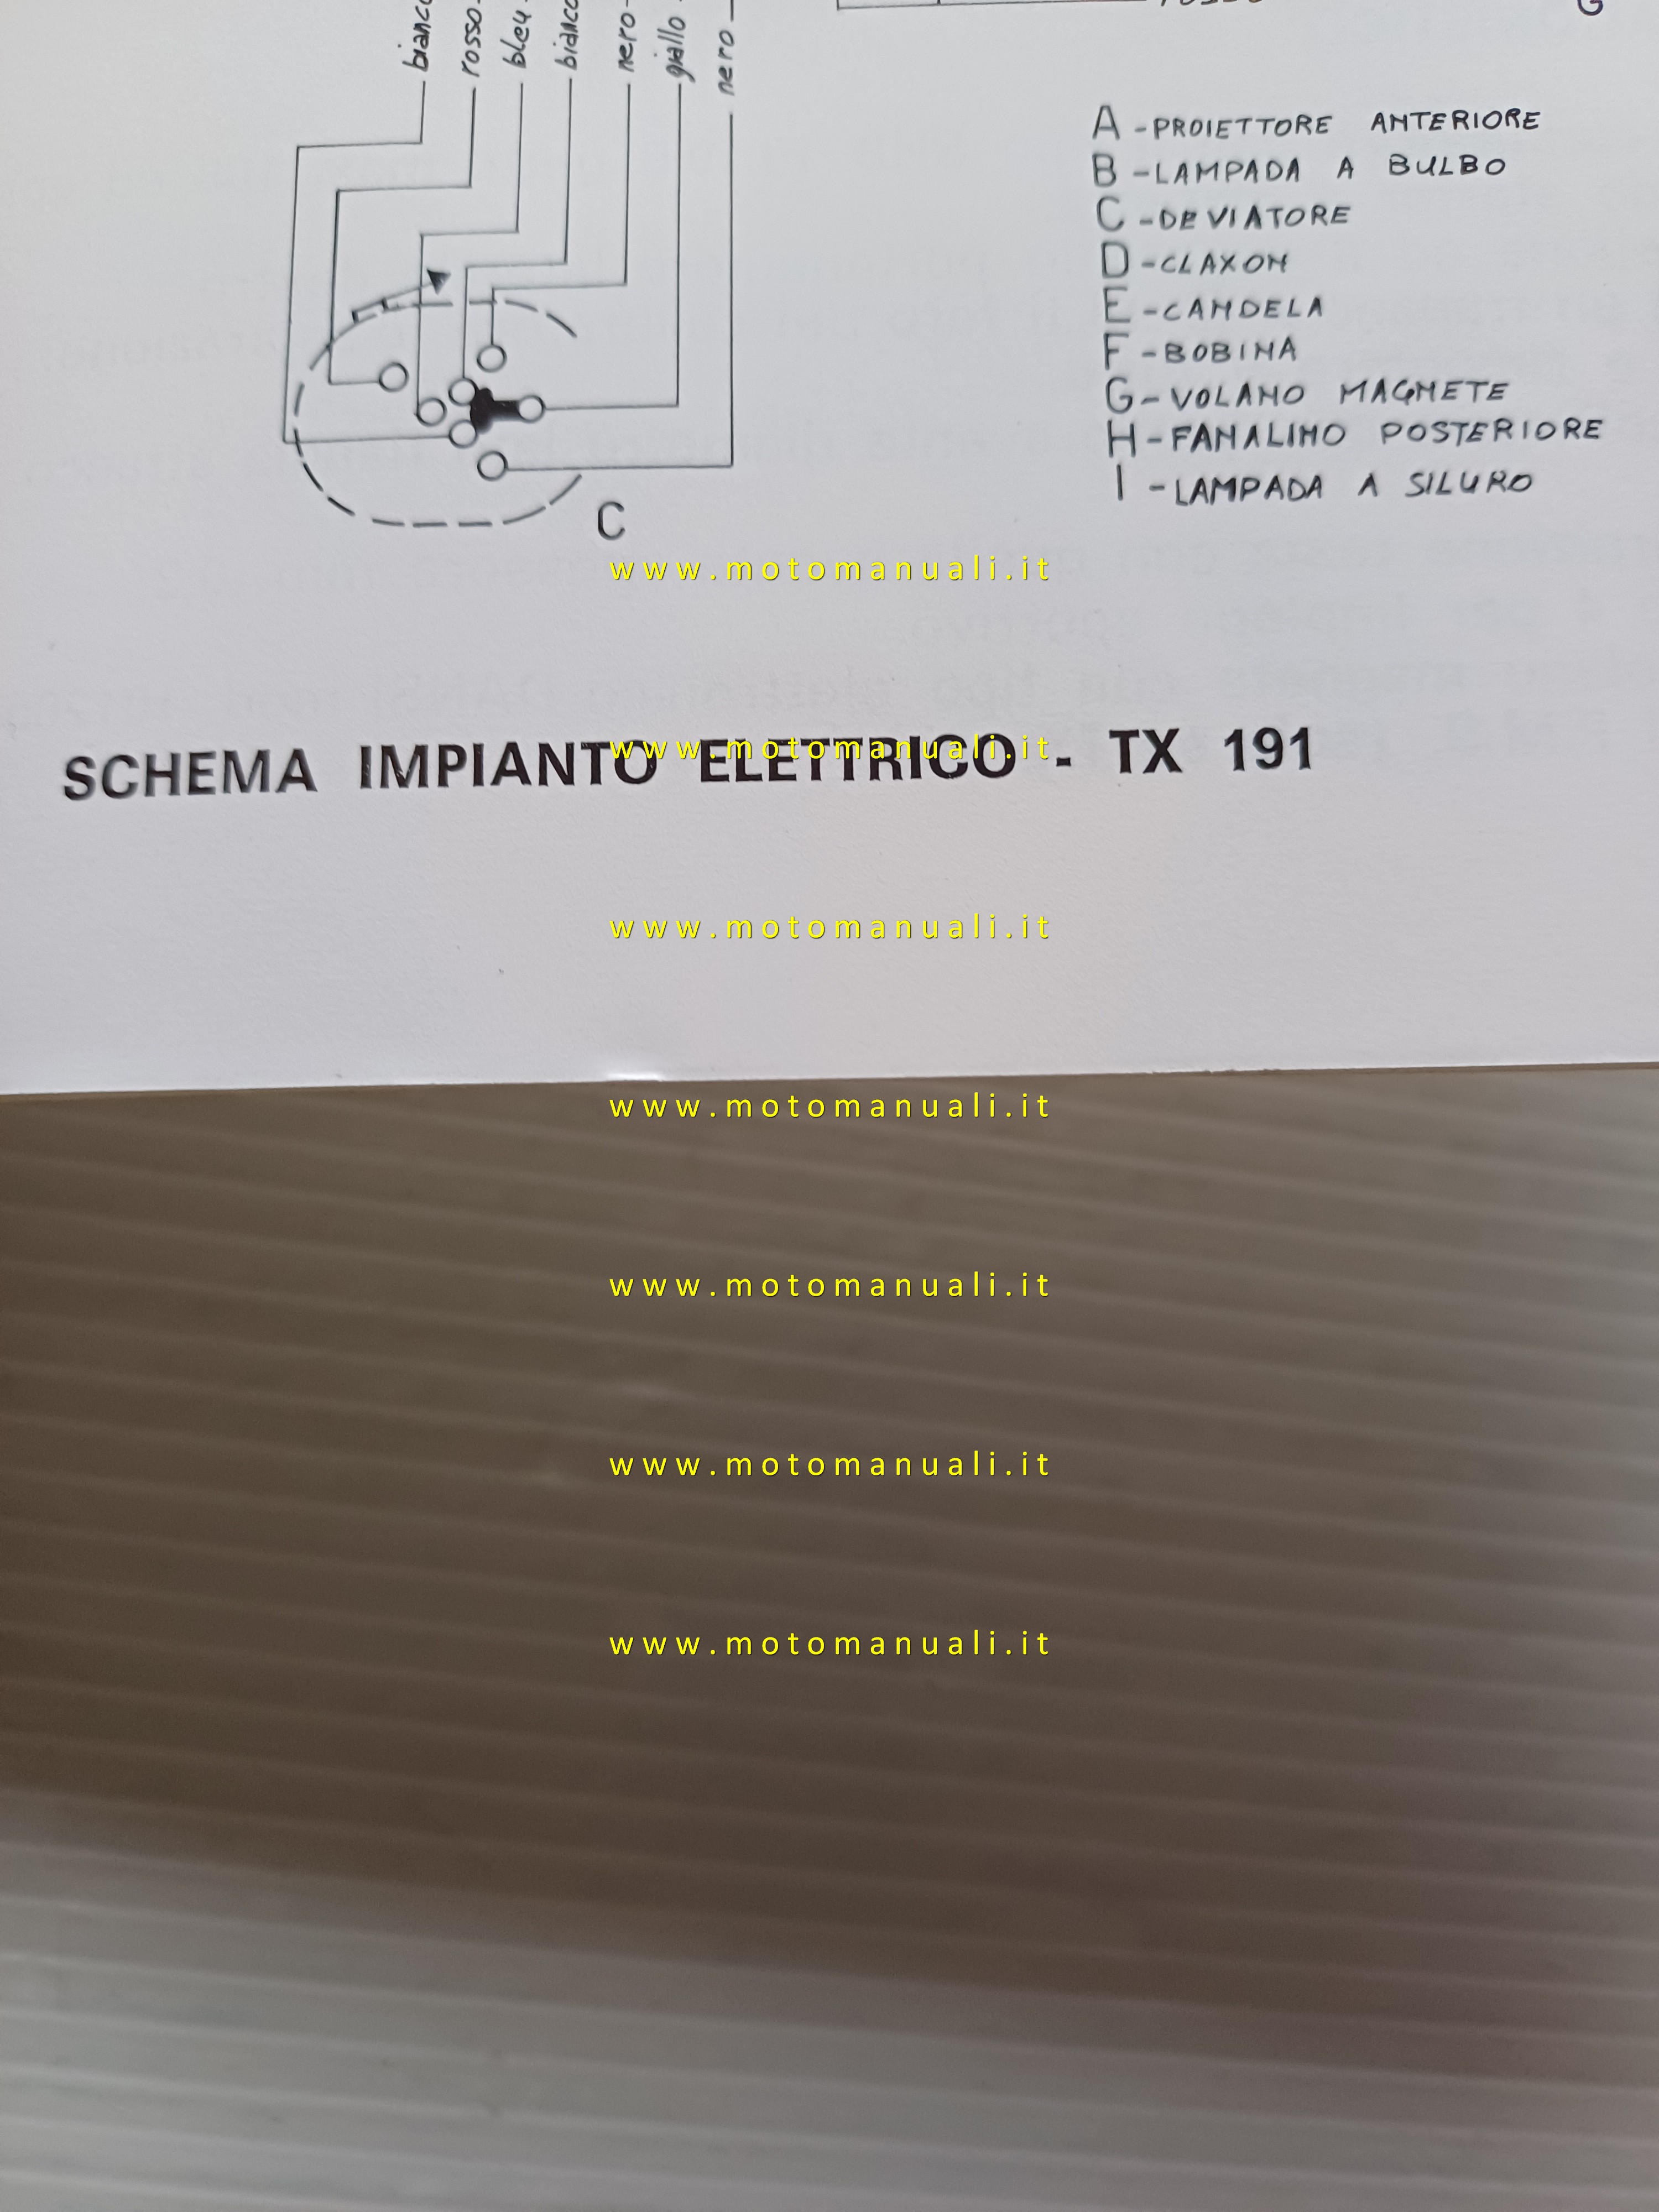 bianco
rosso
bleu
bianco
nero
giallo
nero
G
A - PROIETTORE ANTERIORE
B - LAMPADA A BULBO
C - DEVIATORE
D - CLAXON
E - CANDELA
F - BOBINA
G - VOLANO MAGNETE
H - FANALINO POSTERIORE
I - LAMPADA A SILURO
C
www.motomanuali.it
SCHEMA IMPIANTO ELETTRICO - TX 191
www.motomanuali.it
www.motomanuali.it
www.motomanuali.it
www.motomanuali.it
www.motomanuali.it
www.motomanuali.it